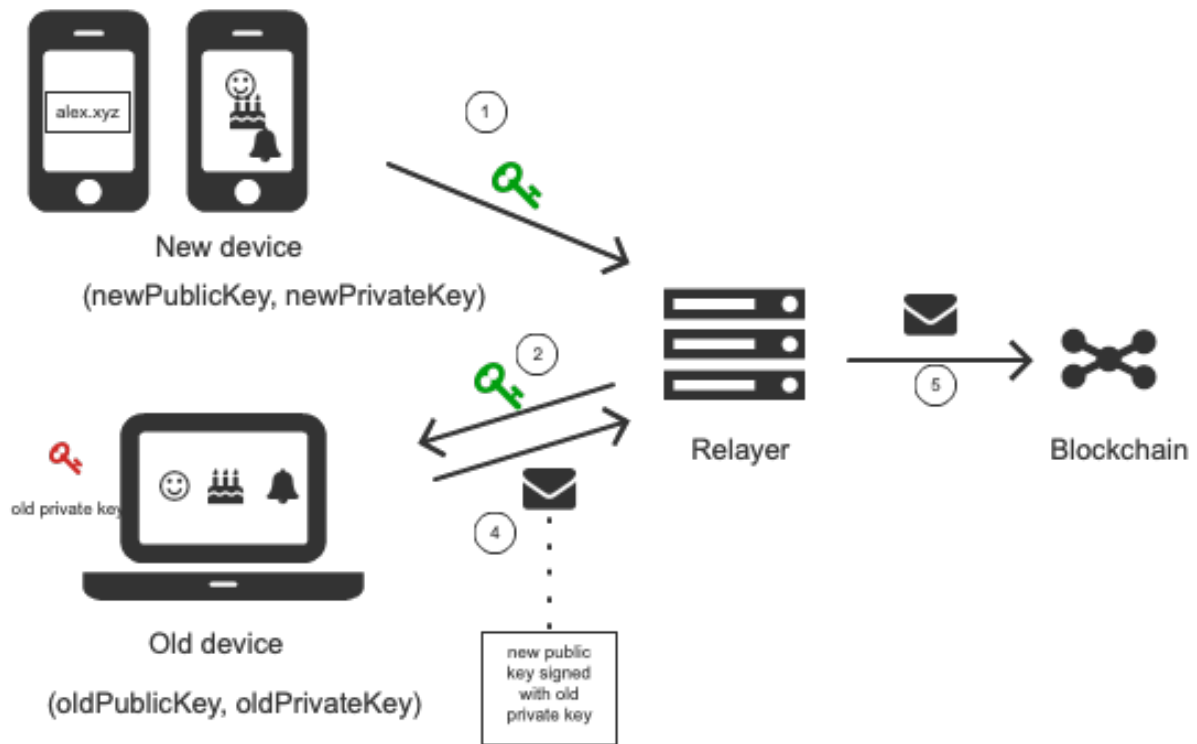 alex.xyz
1
New device
(newPublicKey, newPrivateKey)
2
5
Relayer
Blockchain
old private key
4
Old device
(oldPublicKey, oldPrivateKey)
new public
key signed
with old
private key